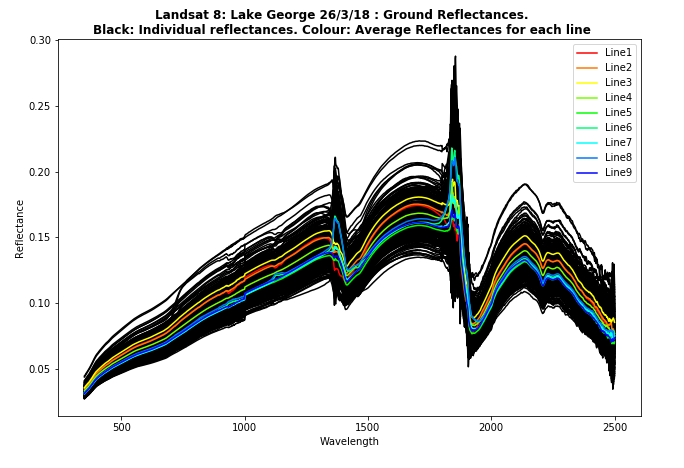 Landsat 8: Lake George 26/3/18 : Ground Reflectances.
Black: Individual reflectances. Colour: Average Reflectances for each line
0.30
0.25
0.20
0.15
0.10
0.05
Reflectance
Line1
Line2
Line3
Line4
Line5
Line6
Line7
Line8
Line9
500
1000
1500
2000
2500
Wavelength